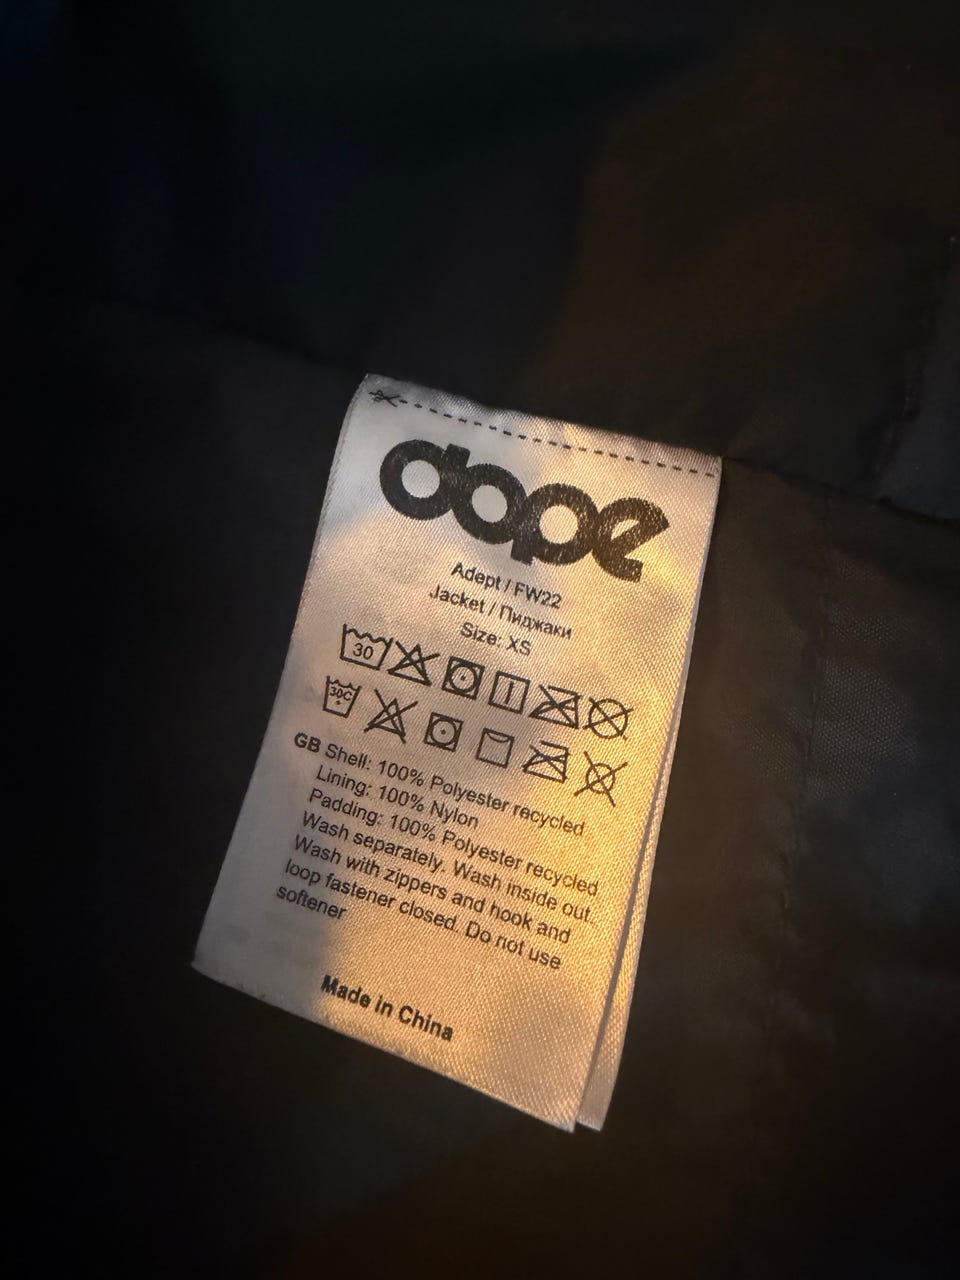 dope
Adept / FW22
Jacket / Пиджаки
Size: XS
30
30C
GB Shell: 100% Polyester recycled
Lining: 100% Nylon
Padding: 100% Polyester recycled
Wash separately. Wash inside out.
Wash with zippers and hook and
loop fastener closed. Do not use
softener
Made in China